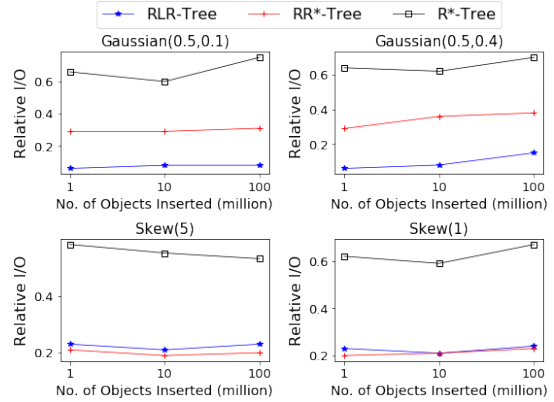 RLR-Tree RR*-Tree R*-Tree
Gaussian(0.5,0.1) Gaussian(0.5,0.4)
Relative I/O
0.6
0.4
0.2
1 10 100
No. of Objects Inserted (million)
Relative I/O
0.6
0.4
0.2
1 10 100
No. of Objects Inserted (million)
Skew(5) Skew(1)
Relative I/O
0.4
0.2
1 10 100
No. of Objects Inserted (million)
Relative I/O
0.6
0.4
0.2
1 10 100
No. of Objects Inserted (million)